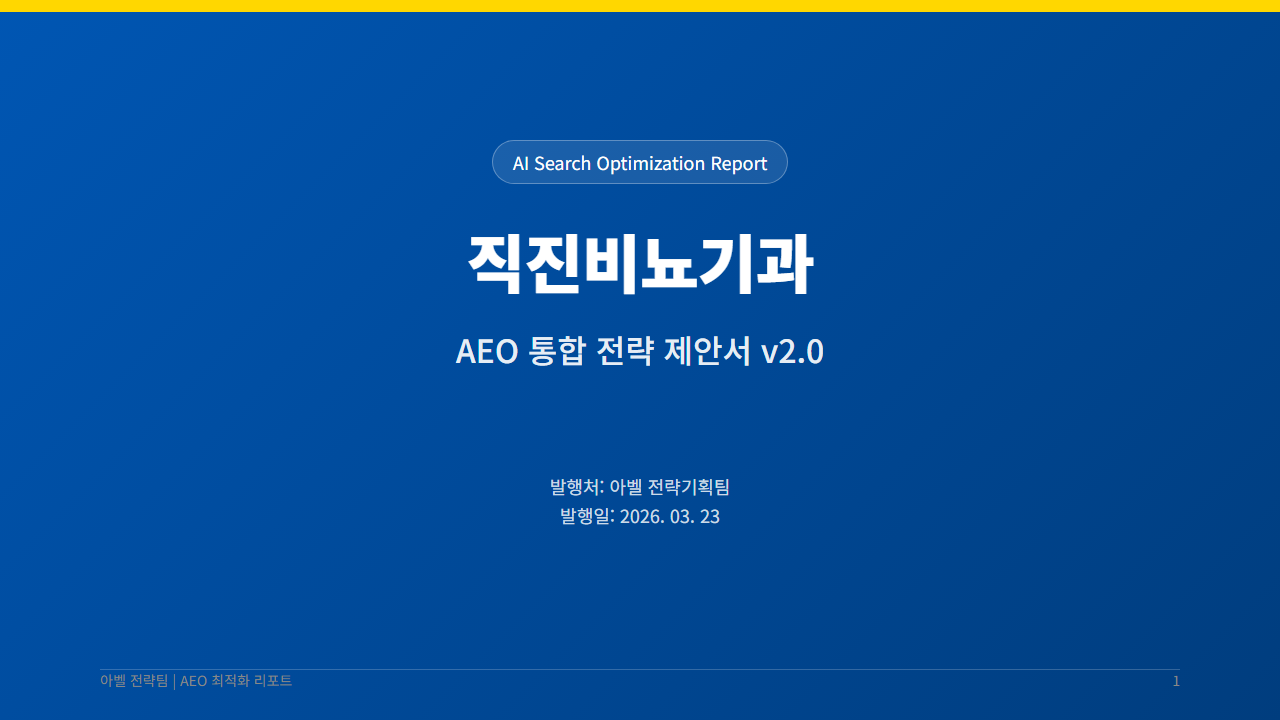 AI Search Optimization Report
직진비뇨기과
AEO 통합 전략 제안서 v2.0
발행처: 아벨 전략기획팀
발행일: 2026. 03. 23
아벨 전략팀 | AEO 최적화 리포트
1